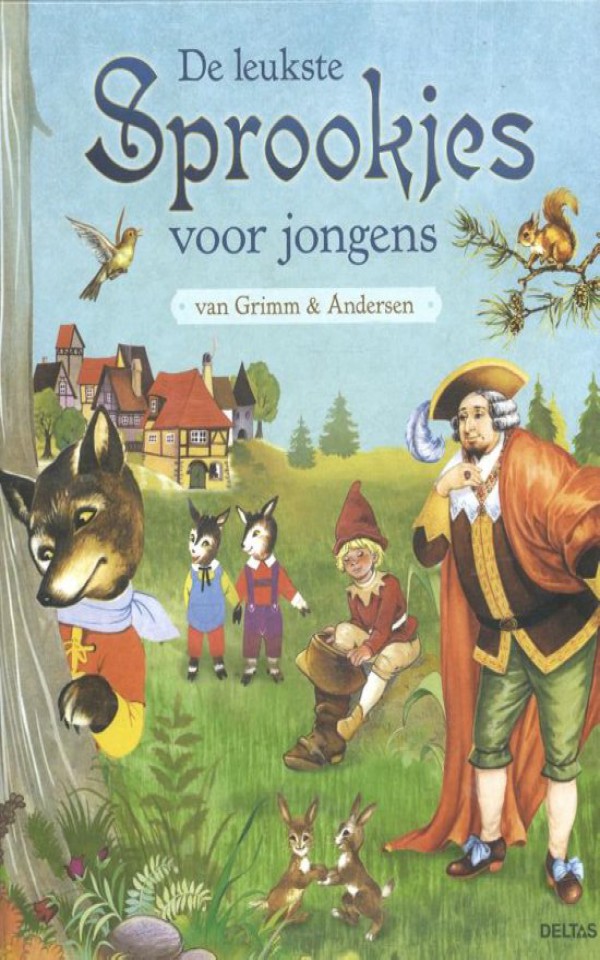 De leukste
Sprookjes
voor jongens
van Grimm & Andersen
DELTAS